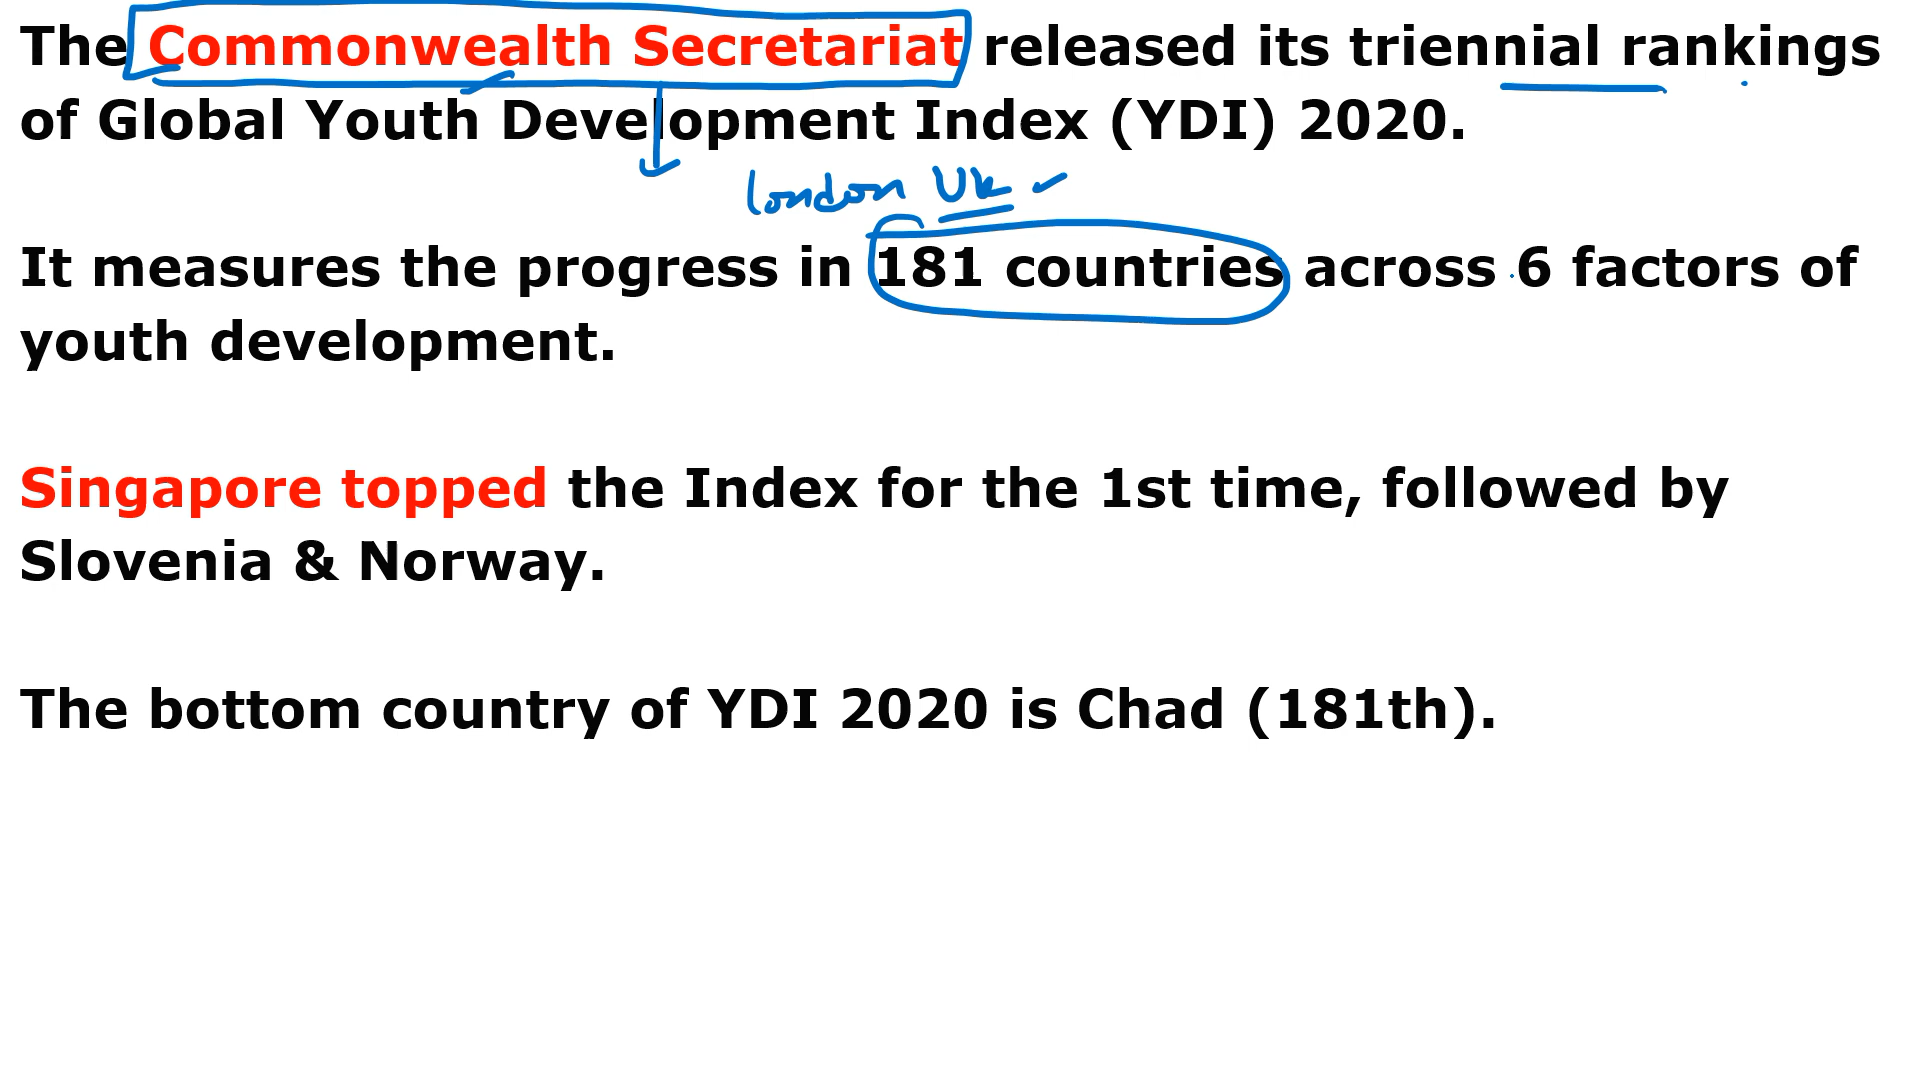 The Commonwealth Secretariat released its triennial rankings
of Global Youth Development Index (YDI) 2020.
London UK
It measures the progress in 181 countries across 6 factors of
youth development.
Singapore topped the Index for the 1st time, followed by
Slovenia & Norway.
The bottom country of YDI 2020 is Chad (181th).